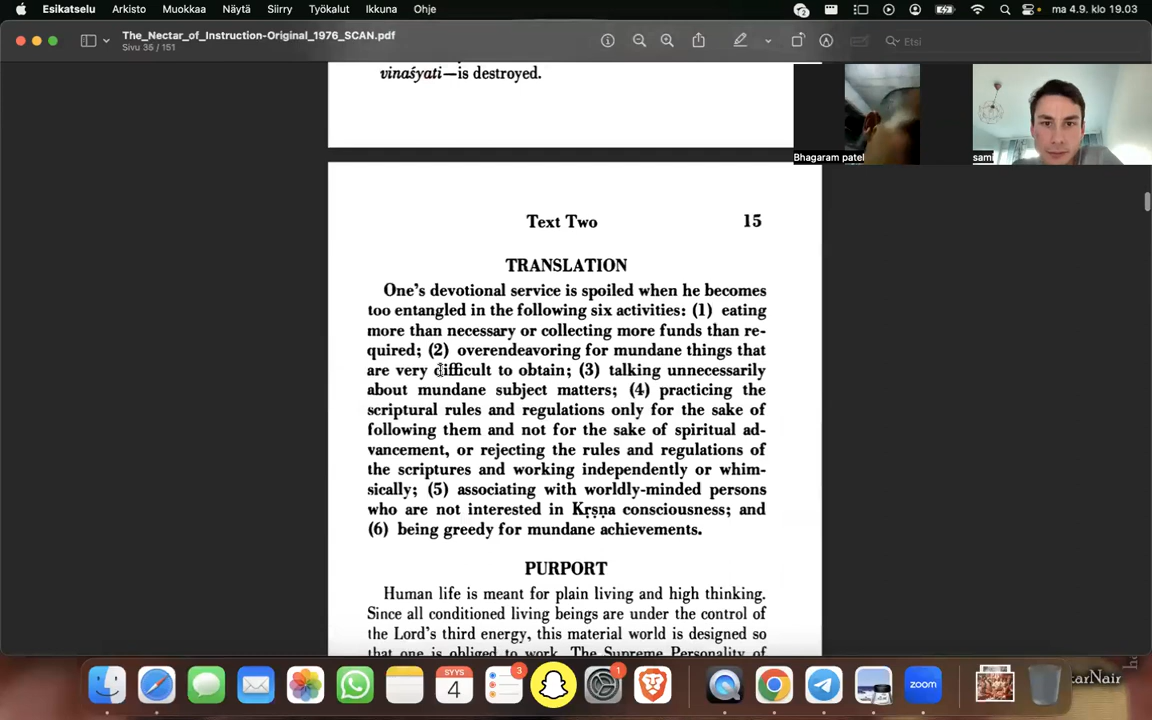 Esikatselu Arkisto Muokkaa Näytä Siirry Työkalut Ikkuna Ohje 2 ma 4.9. klo 19.03
The_Nectar_of_Instruction-Original_1976_SCAN.pdf
Sivu 35 / 151
Etsi
vinaśyati—is destroyed.
Bhagaram patel
sami
Text Two 15
TRANSLATION
One's devotional service is spoiled when he becomes
too entangled in the following six activities: (1) eating
more than necessary or collecting more funds than re-
quired; (2) overendeavoring for mundane things that
are very difficult to obtain; (3) talking unnecessarily
about mundane subject matters; (4) practicing the
scriptural rules and regulations only for the sake of
following them and not for the sake of spiritual ad-
vancement, or rejecting the rules and regulations of
the scriptures and working independently or whim-
sically; (5) associating with worldly-minded persons
who are not interested in Kṛṣṇa consciousness; and
(6) being greedy for mundane achievements.
PURPORT
Human life is meant for plain living and high thinking.
Since all conditioned living beings are under the control of
the Lord's third energy, this material world is designed so
that one is obliged to work. The Supreme Personality of
SYYS
4
3
1
zoom
tarNair